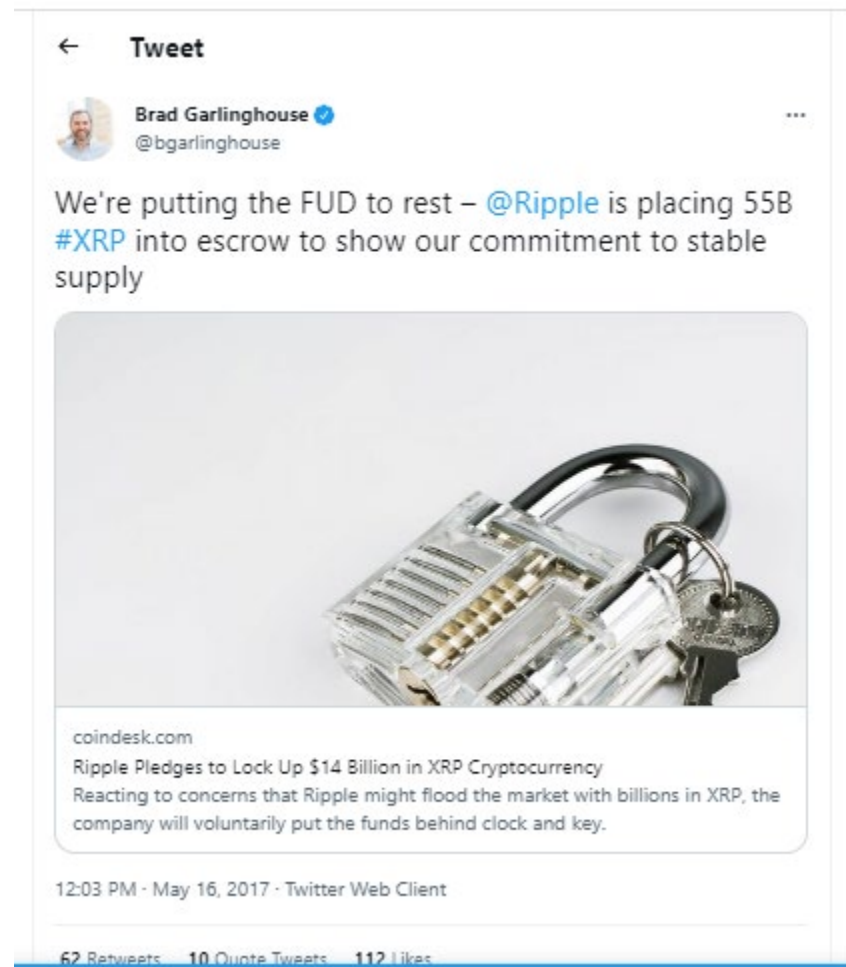 Tweet
Brad Garlinghouse
@bgarlinghouse
We're putting the FUD to rest – @Ripple is placing 55B
#XRP into escrow to show our commitment to stable
supply
coindesk.com
Ripple Pledges to Lock Up $14 Billion in XRP Cryptocurrency
Reacting to concerns that Ripple might flood the market with billions in XRP, the
company will voluntarily put the funds behind clock and key.
12:03 PM · May 16, 2017 · Twitter Web Client
62 Retweets 10 Quote Tweets 112 Likes